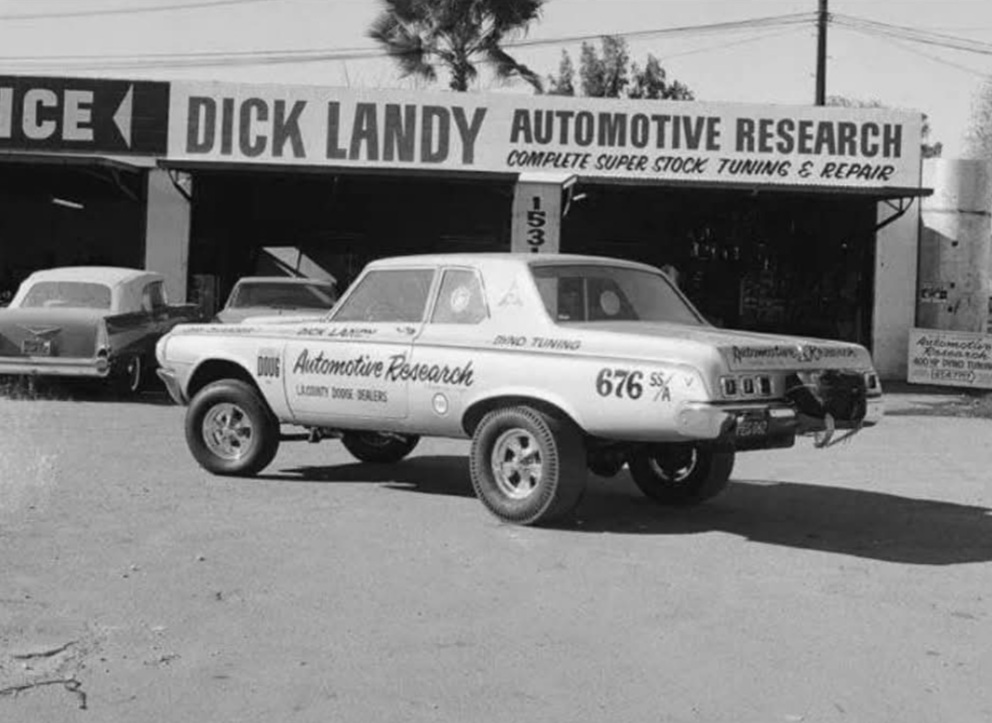 ICE
DICK LANDY
AUTOMOTIVE RESEARCH
COMPLETE SUPER STOCK TUNING & REPAIR
153
DICK LANDY
DYNO TUNING
DOUG
Automotive Research
L.A. COUNTY DODGE DEALERS
676 SS/A
V
Automotive Research
Automotive
Research